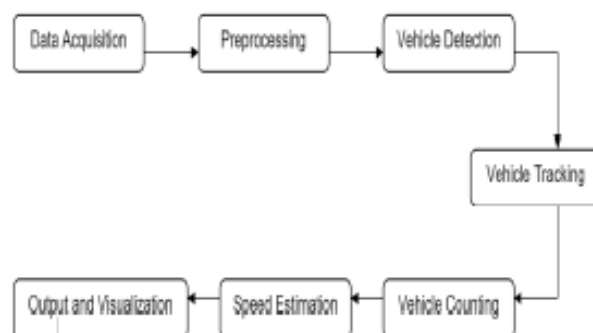 Data Acquisition
Preprocessing
Vehicle Detection
Vehicle Tracking
Output and Visualization
Speed Estimation
Vehicle Counting